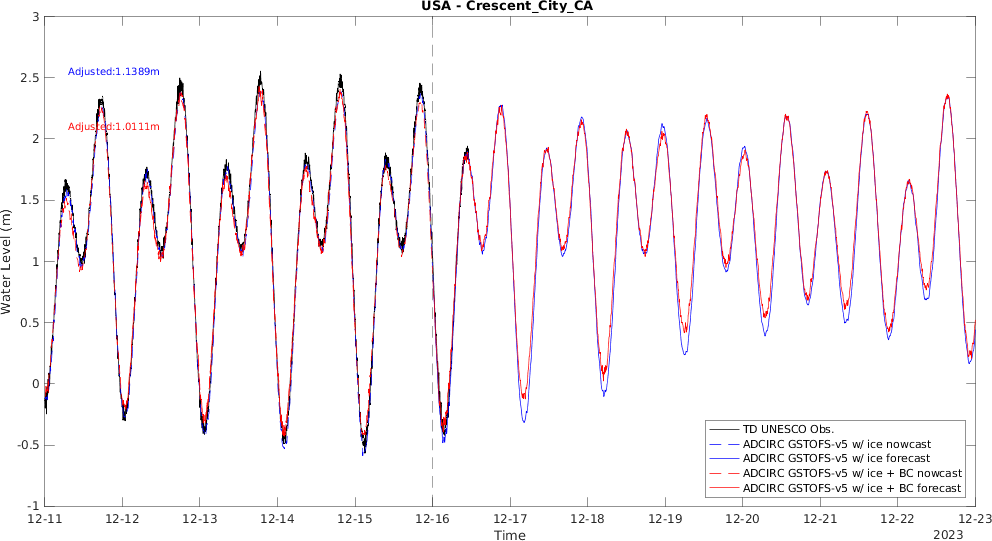 USA - Crescent_City_CA
3
2.5
2
1.5
1
0.5
0
-0.5
-1
Water Level (m)
Adjusted:1.1389m
Adjusted:1.0111m
TD UNESCO Obs.
ADCIRC GSTOFS-v5 w/ ice nowcast
ADCIRC GSTOFS-v5 w/ ice forecast
ADCIRC GSTOFS-v5 w/ ice + BC nowcast
ADCIRC GSTOFS-v5 w/ ice + BC forecast
12-11 12-12 12-13 12-14 12-15 12-16 12-17 12-18 12-19 12-20 12-21 12-22 12-23
Time
2023